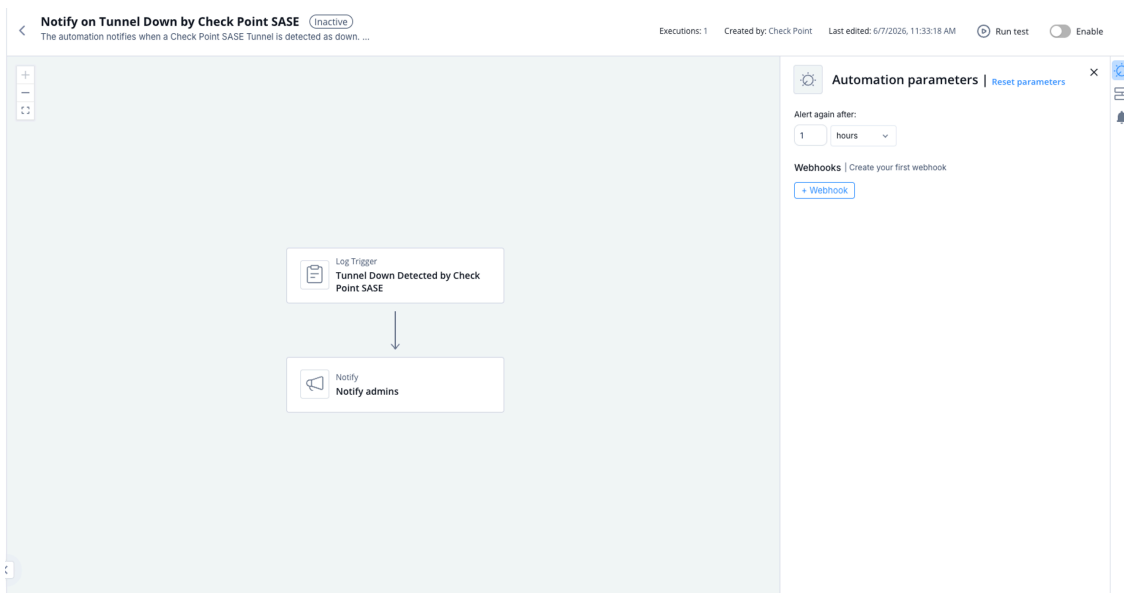 Notify on Tunnel Down by Check Point SASE
Inactive
The automation notifies when a Check Point SASE Tunnel is detected as down. ...
Executions: 1
Created by: Check Point
Last edited: 6/7/2026, 11:33:18 AM
Run test
Enable
Automation parameters | Reset parameters
Alert again after:
1
hours
Webhooks | Create your first webhook
+ Webhook
Log Trigger
Tunnel Down Detected by Check
Point SASE
Notify
Notify admins